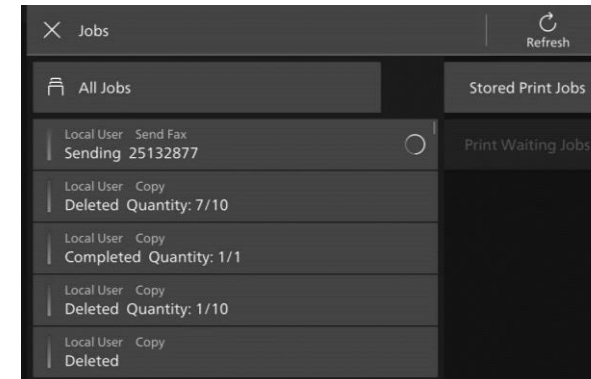 Jobs
Refresh
All Jobs
Stored Print Jobs
Local User Send Fax
Sending 25132877
Print Waiting Jobs
Local User Copy
Deleted Quantity: 7/10
Local User Copy
Completed Quantity: 1/1
Local User Copy
Deleted Quantity: 1/10
Local User Copy
Deleted